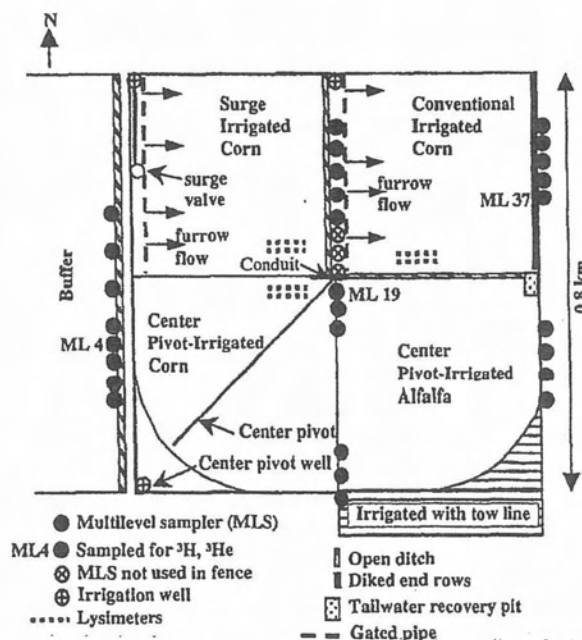 N
Surge
Irrigated
Corn
Conventional
Irrigated
Corn
surge
valve
furrow
flow
ML 37
furrow
flow
Conduit
Buffer
0.8 km
ML 19
Center
Pivot-Irrigated
Corn
ML 4
Center
Pivot-Irrigated
Alfalfa
Center pivot
Center pivot well
Irrigated with tow line
Multilevel sampler (MLS)
ML4 Sampled for ³H, ³He
MLS not used in fence
Irrigation well
Lysimeters
Open ditch
Diked end rows
Tailwater recovery pit
Gated pipe